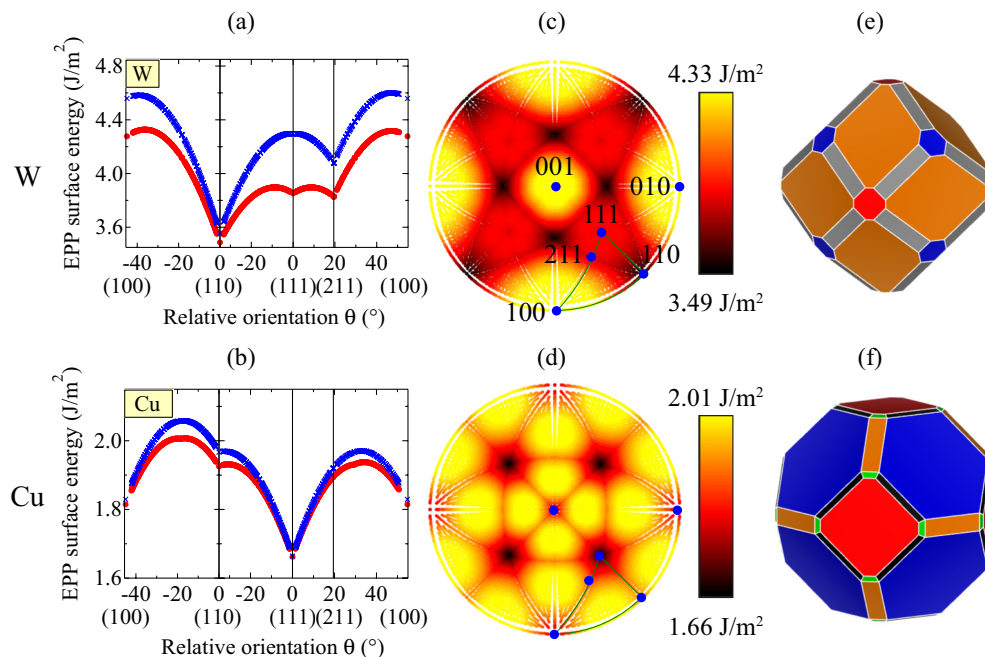 (a)
(c)
(e)
W
EPP surface energy (J/m²)
4.8
4.4
4.0
3.6
W
-40 -20 0 -20 0 0 20 40
(100) (110) (111)(211) (100)
Relative orientation θ (°)
001
010
111
211
110
100
4.33 J/m²
3.49 J/m²
(b)
(d)
(f)
Cu
EPP surface energy (J/m²)
2.0
1.8
1.6
Cu
-40 -20 0 -20 0 0 20 40
(100) (110) (111) (211) (100)
Relative orientation θ (°)
2.01 J/m²
1.66 J/m²